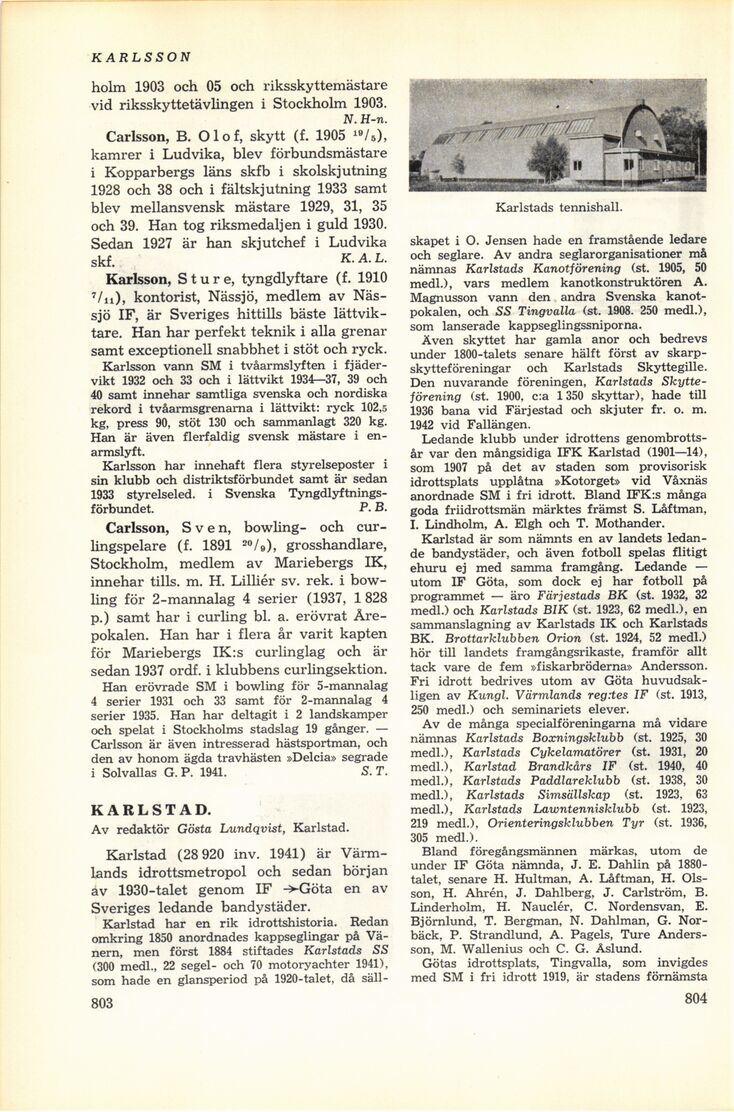 KARLSSON
holm 1903 och 05 och riksskyttemästare
vid riksskyttetävlingen i Stockholm 1903.
N. H-n.
Carlsson, B. Olof, skytt (f. 1905 19/5),
kamrer i Ludvika, blev förbundsmästare
i Kopparbergs läns skfb i skolskjutning
1928 och 38 och i fältskjutning 1933 samt
blev mellansvensk mästare 1929, 31, 35
och 39. Han tog riksmedaljen i guld 1930.
Sedan 1927 är han skjutchef i Ludvika
skf. K. A. L.
Karlsson, Sture, tyngdlyftare (f. 1910
7/11), kontorist, Nässjö, medlem av Näs-
sjö IF, är Sveriges hittills bäste lättvik-
tare. Han har perfekt teknik i alla grenar
samt exceptionell snabbhet i stöt och ryck.
Karlsson vann SM i tvåarmslyften i fjäder-
vikt 1932 och 33 och i lättvikt 1934—37, 39 och
40 samt innehar samtliga svenska och nordiska
rekord i tvåarmsgrenarna i lättvikt: ryck 102,5
kg, press 90, stöt 130 och sammanlagt 320 kg.
Han är även flerfaldig svensk mästare i en-
armslyft.
Karlsson har innehaft flera styrelseposter i
sin klubb och distriktsförbundet samt är sedan
1933 styrelseled. i Svenska Tyngdlyftnings-
förbundet. P. B.
Carlsson, Sven, bowling- och cur-
lingspelare (f. 1891 20/9), grosshandlare,
Stockholm, medlem av Mariebergs IK,
innehar tills. m. H. Lilliér sv. rek. i bow-
ling för 2-mannalag 4 serier (1937, 1 828
p.) samt har i curling bl. a. erövrat Åre-
pokalen. Han har i flera år varit kapten
för Mariebergs IK:s curlinglag och är
sedan 1937 ordf. i klubbens curlingsektion.
Han erövrade SM i bowling för 5-mannalag
4 serier 1931 och 33 samt för 2-mannalag 4
serier 1935. Han har deltagit i 2 landskamper
och spelat i Stockholms stadslag 19 gånger. —
Carlsson är även intresserad hästsportman, och
den av honom ägda travhästen »Delcia» segrade
i Solvallas G. P. 1941. S. T.
KARLSTAD.
Av redaktör Gösta Lundqvist, Karlstad.
Karlstad (28 920 inv. 1941) är Värm-
lands idrottsmetropol och sedan början
av 1930-talet genom IF ->Göta en av
Sveriges ledande bandystäder.
Karlstad har en rik idrottshistoria. Redan
omkring 1850 anordnades kappseglingar på Vä-
nern, men först 1884 stiftades Karlstads SS
(300 medl., 22 segel- och 70 motoryachter 1941),
som hade en glansperiod på 1920-talet, då säll-
803
Karlstads tennishall.
skapet i O. Jensen hade en framstående ledare
och seglare. Av andra seglarorganisationer må
nämnas Karlstads Kanotförening (st. 1905, 50
medl.), vars medlem kanotkonstruktören A.
Magnusson vann den andra Svenska kanot-
pokalen, och SS Tingvalla (st. 1908. 250 medl.),
som lanserade kappseglingssniporna.
Även skyttet har gamla anor och bedrevs
under 1800-talets senare hälft först av skarp-
skytteföreningar och Karlstads Skyttegille.
Den nuvarande föreningen, Karlstads Skytte-
förening (st. 1900, c:a 1 350 skyttar), hade till
1936 bana vid Färjestad och skjuter fr. o. m.
1942 vid Fallängen.
Ledande klubb under idrottens genombrotts-
år var den mångsidiga IFK Karlstad (1901—14),
som 1907 på det av staden som provisorisk
idrottsplats upplåtna »Kotorget» vid Våxnäs
anordnade SM i fri idrott. Bland IFK:s många
goda friidrottsmän märktes främst S. Låftman,
I. Lindholm, A. Elgh och T. Mothander.
Karlstad är som nämnts en av landets ledan-
de bandystäder, och även fotboll spelas flitigt
ehuru ej med samma framgång. Ledande —
utom IF Göta, som dock ej har fotboll på
programmet — äro Färjestads BK (st. 1932, 32
medl.) och Karlstads BIK (st. 1923, 62 medl.), en
sammanslagning av Karlstads IK och Karlstads
BK. Brottarklubben Orion (st. 1924, 52 medl.)
hör till landets framgångsrikaste, framför allt
tack vare de fem »fiskarbröderna» Andersson.
Fri idrott bedrives utom av Göta huvudsak-
ligen av Kungl. Värmlands reg:tes IF (st. 1913,
250 medl.) och seminariets elever.
Av de många specialföreningarna må vidare
nämnas Karlstads Boxningsklubb (st. 1925, 30
medl.), Karlstads Cykelamatörer (st. 1931, 20
medl.), Karlstad Brandkårs IF (st. 1940, 40
medl.), Karlstads Paddlareklubb (st. 1938, 30
medl.), Karlstads Simsällskap (st. 1923, 63
medl.), Karlstads Lawntennisklubb (st. 1923,
219 medl.), Orienteringsklubben Tyr (st. 1936,
305 medl.).
Bland föregångsmännen märkas, utom de
under IF Göta nämnda, J. E. Dahlin på 1880-
talet, senare H. Hultman, A. Låftman, H. Ols-
son, H. Ahrén, J. Dahlberg, J. Carlström, B.
Linderholm, H. Nauclér, C. Nordensvan, E.
Björnlund, T. Bergman, N. Dahlman, G. Nor-
bäck, P. Strandlund, A. Pagels, Ture Anders-
son, M. Wallenius och C. G. Åslund.
Götas idrottsplats, Tingvalla, som invigdes
med SM i fri idrott 1919, är stadens förnämsta
804